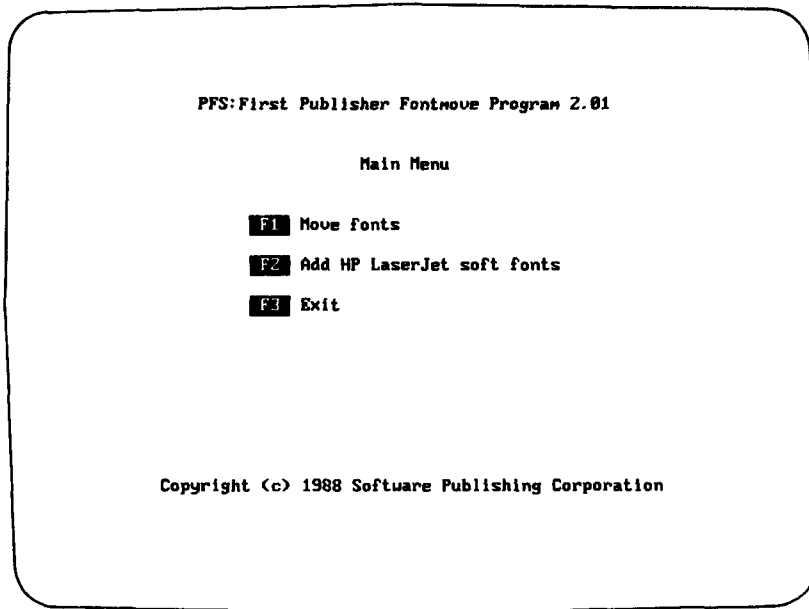 PFS:First Publisher Fontmove Program 2.01
Main Menu
F1 Move fonts
F2 Add HP LaserJet soft fonts
F3 Exit
Copyright (c) 1988 Software Publishing Corporation